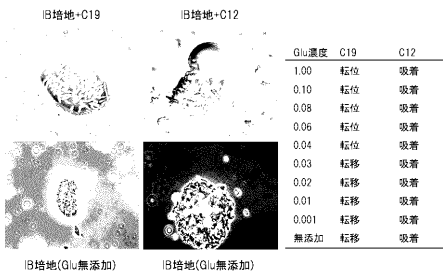 IB培地+C19
IB培地+C12
IB培地(Glu無添加)
IB培地(Glu無添加)
Glu濃度 C19 C12
1.00 転位 吸着
0.10 転位 吸着
0.08 転位 吸着
0.06 転位 吸着
0.04 転位 吸着
0.03 転移 吸着
0.02 転移 吸着
0.01 転移 吸着
0.001 転移 吸着
無添加 転移 吸着